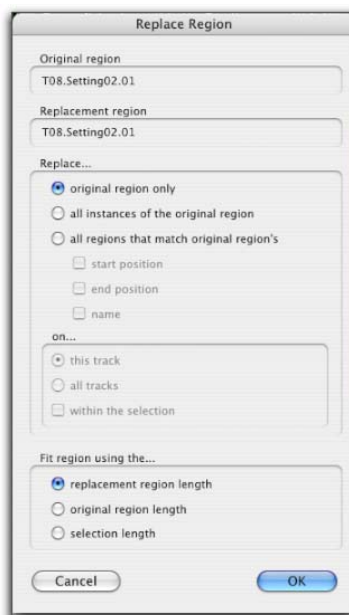 Replace Region
Original region
T08.Setting02.01
Replacement region
T08.Setting02.01
Replace...
original region only
all instances of the original region
all regions that match original region's
start position
end position
name
on...
this track
all tracks
within the selection
Fit region using the...
replacement region length
original region length
selection length
Cancel
OK